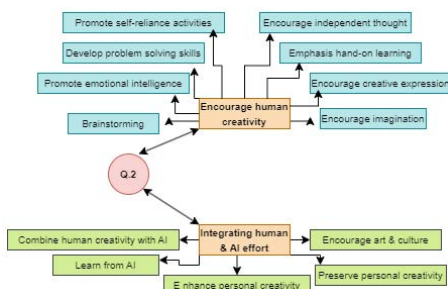 Promote self-reliance activities
Encourage independent thought
Develop problem solving skills
Emphasis hand-on learning
Promote emotional intelligence
Encourage creative expression
Encourage human
creativity
Brainstorming
Encourage imagination
Q.2
Integrating human
& AI effort
Combine human creativity with AI
Encourage art & culture
Learn from AI
Preserve personal creativity
E nhance personal creativity